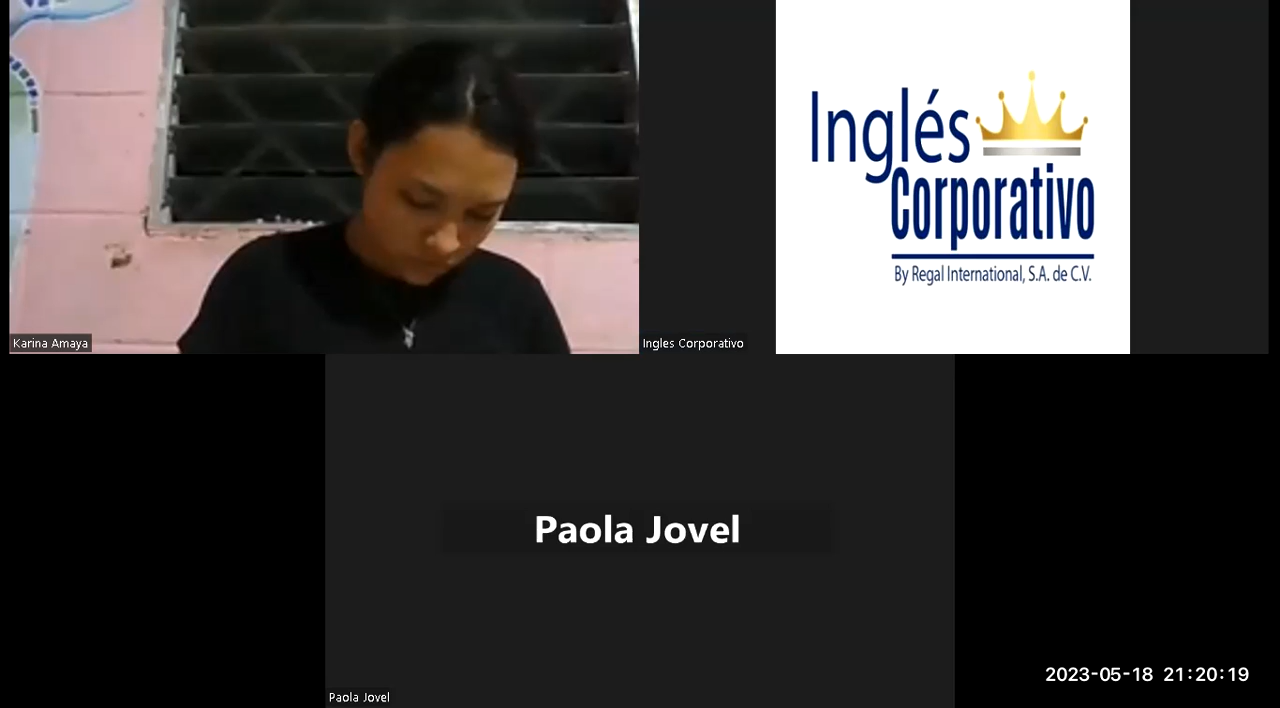 Inglés
Corporativo
By Regal International, S.A. de C.V.
Karina Amaya
Ingles Corporativo
Paola Jovel
Paola Jovel
2023-05-18 21:20:19